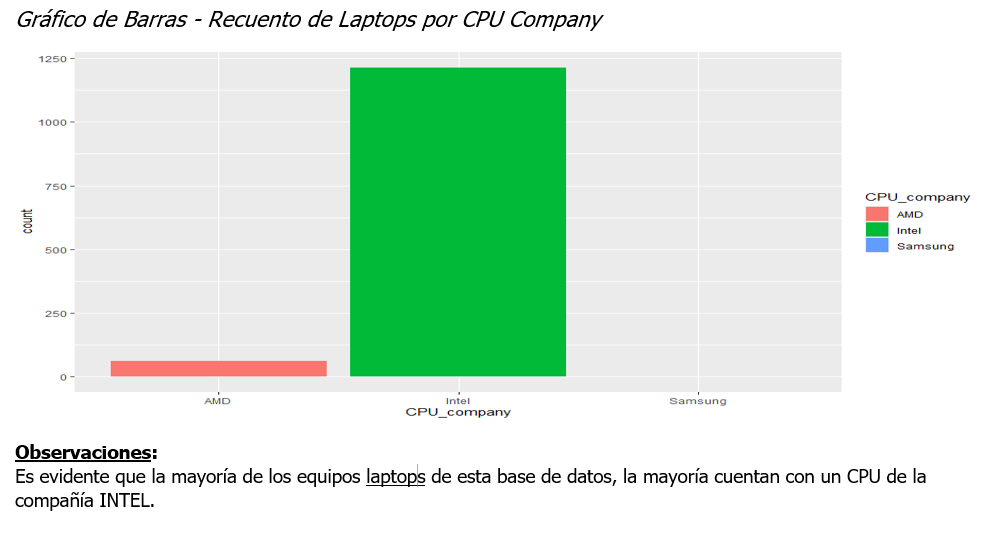 Gráfico de Barras - Recuento de Laptops por CPU Company
1250
1000
750
500
250
0
count
AMD
Intel
Samsung
CPU_company
CPU_company
AMD
Intel
Samsung
Observaciones:
Es evidente que la mayoría de los equipos laptops de esta base de datos, la mayoría cuentan con un CPU de la
compañía INTEL.